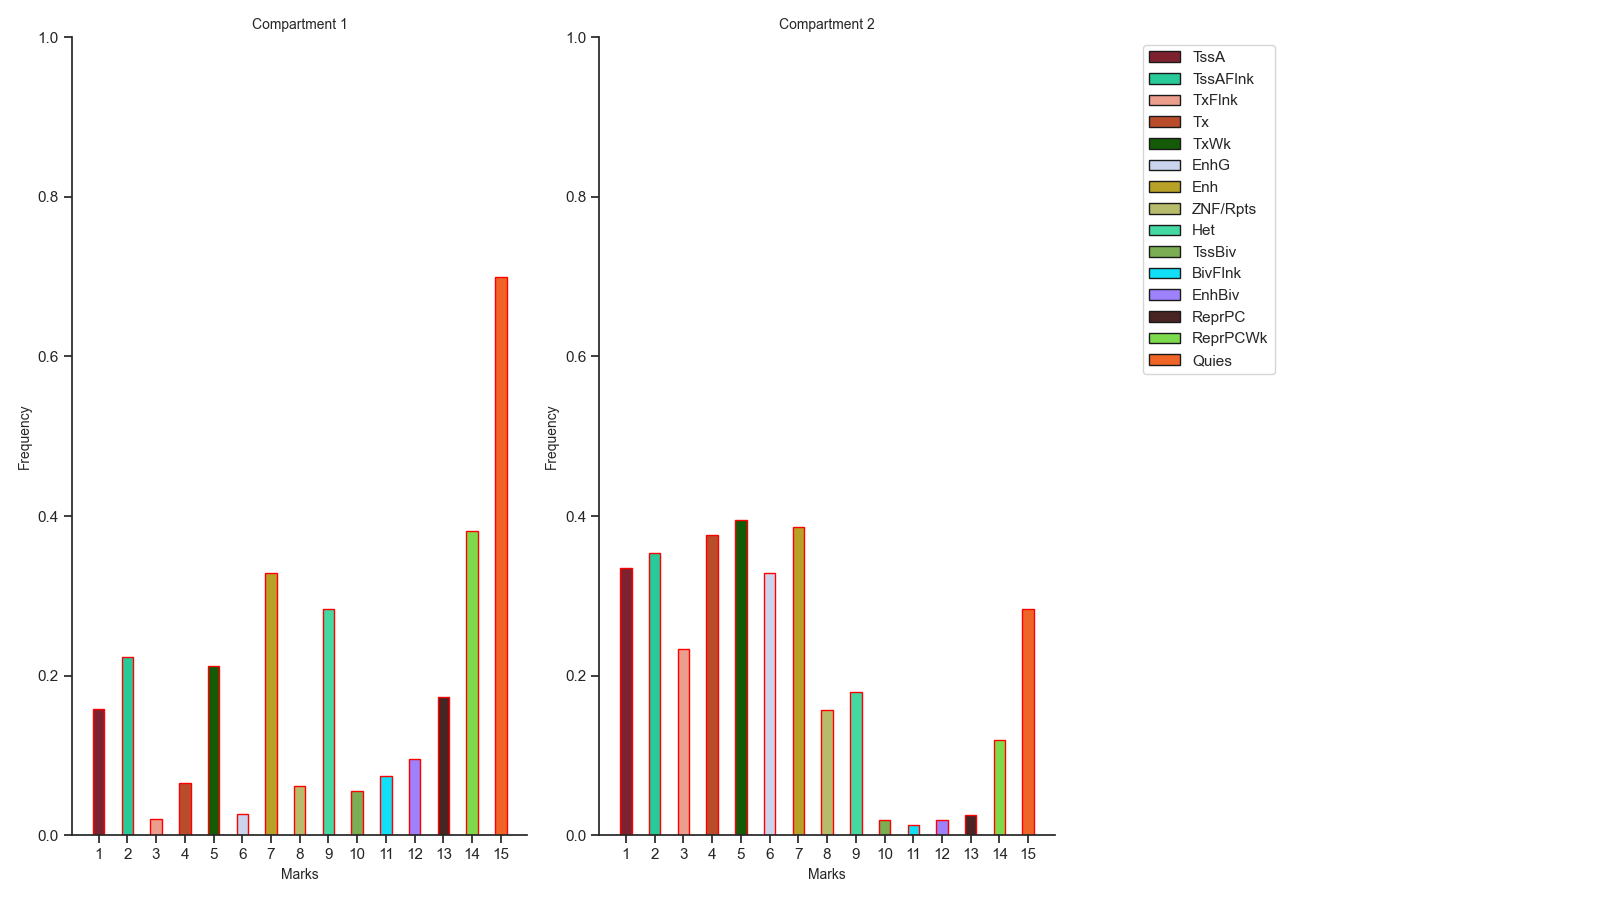 Compartment 1
1.0
0.8
0.6
0.4
0.2
0.0
Frequency
1 2 3 4 5 6 7 8 9 10 11 12 13 14 15
Marks
Compartment 2
1.0
0.8
0.6
0.4
0.2
0.0
Frequency
1 2 3 4 5 6 7 8 9 10 11 12 13 14 15
Marks
TssA
TssAFlnk
TxFlnk
Tx
TxWk
EnhG
Enh
ZNF/Rpts
Het
TssBiv
BivFlnk
EnhBiv
ReprPC
ReprPCWk
Quies